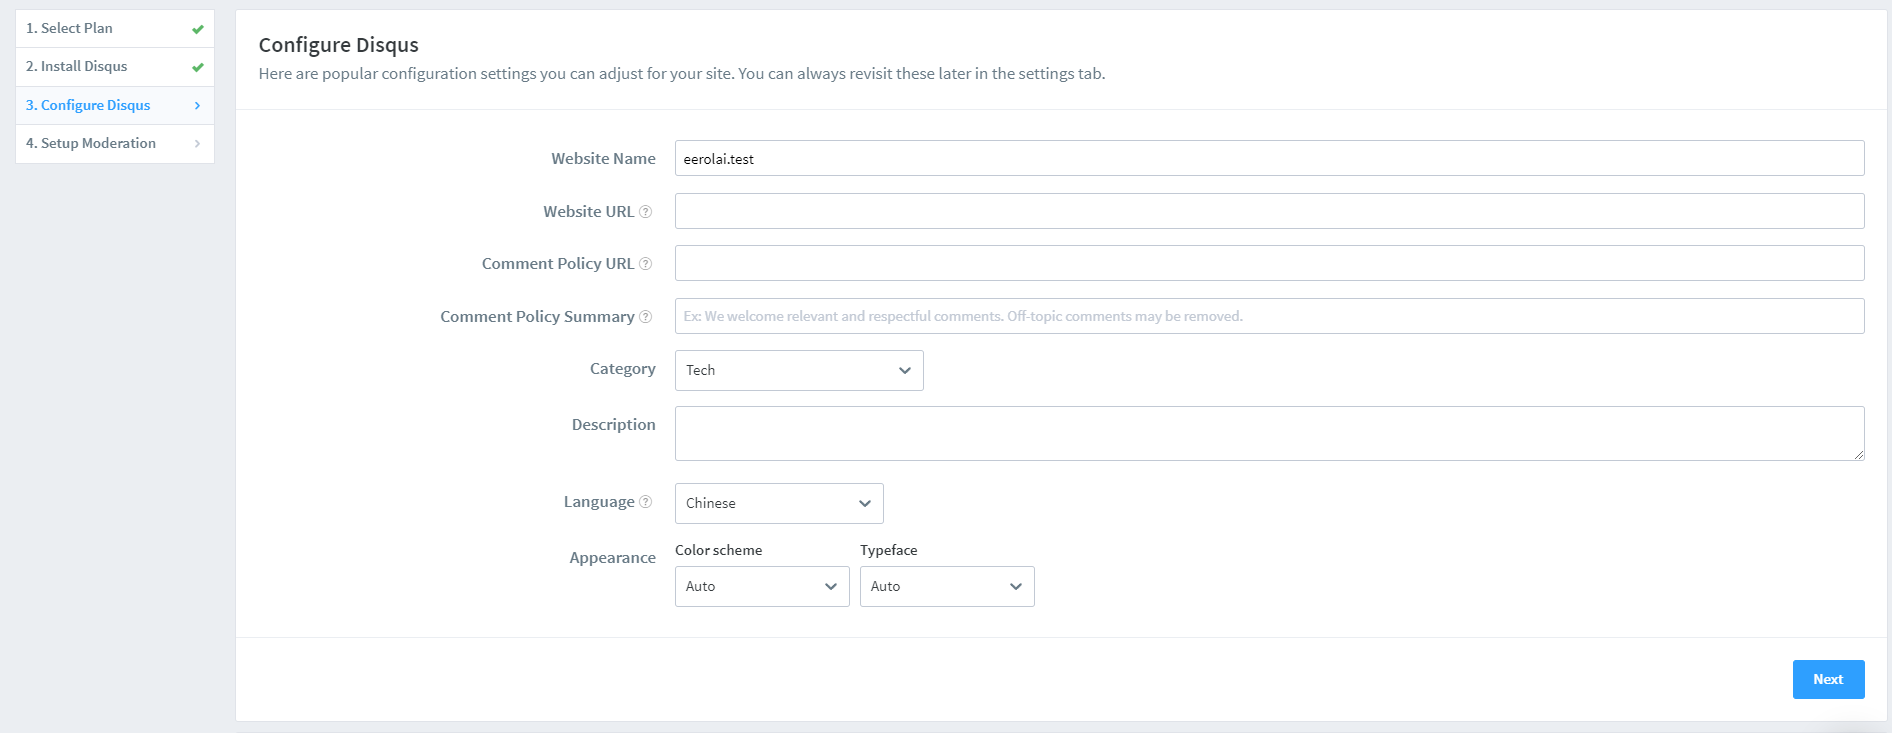 1. Select Plan
2. Install Disqus
3. Configure Disqus
4. Setup Moderation
Configure Disqus
Here are popular configuration settings you can adjust for your site. You can always revisit these later in the settings tab.
Website Name
eerolai.test
Website URL ?
Comment Policy URL ?
Comment Policy Summary ?
Ex: We welcome relevant and respectful comments. Off-topic comments may be removed.
Category
Tech
Description
Language ?
Chinese
Appearance
Color scheme Typeface
Auto Auto
Next